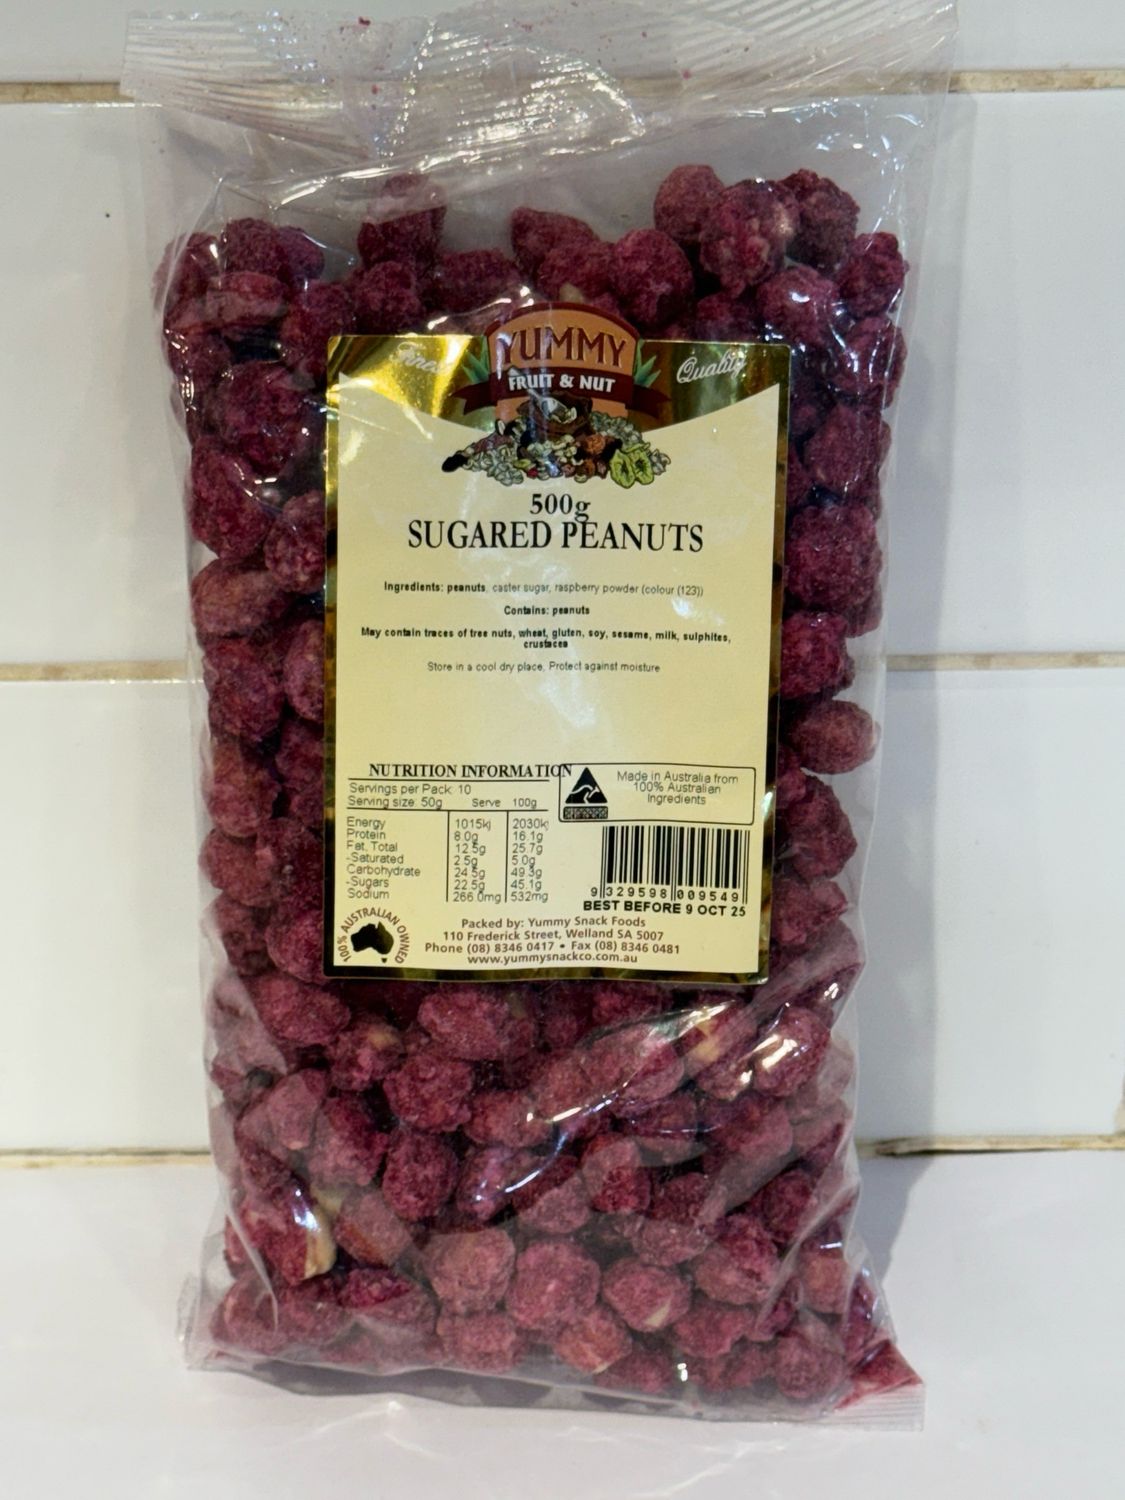 Finest
Quality
YUMMY
FRUIT & NUT
500g
SUGARED PEANUTS
Ingredients: peanuts, caster sugar, raspberry powder (colour (123))
Contains: peanuts
May contain traces of tree nuts, wheat, gluten, soy, sesame, milk, sulphites,
crustacea
Store in a cool dry place. Protect against moisture
NUTRITION INFORMATION
Servings per Pack: 10
Serving size: 50g Serve 100g
Energy 1015kj 2030kj
Protein 8.0g 16.1g
Fat, Total 12.5g 25.7g
-Saturated 2.5g 5.0g
Carbohydrate 24.5g 49.3g
-Sugars 22.5g 45.1g
Sodium 266.0mg 532mg
Made in Australia from
100% Australian
Ingredients
9 329598 009549
BEST BEFORE 9 OCT 25
100% AUSTRALIAN OWNED
Packed by: Yummy Snack Foods
110 Frederick Street, Welland SA 5007
Phone (08) 8346 0417 • Fax (08) 8346 0481
www.yummysnackco.com.au